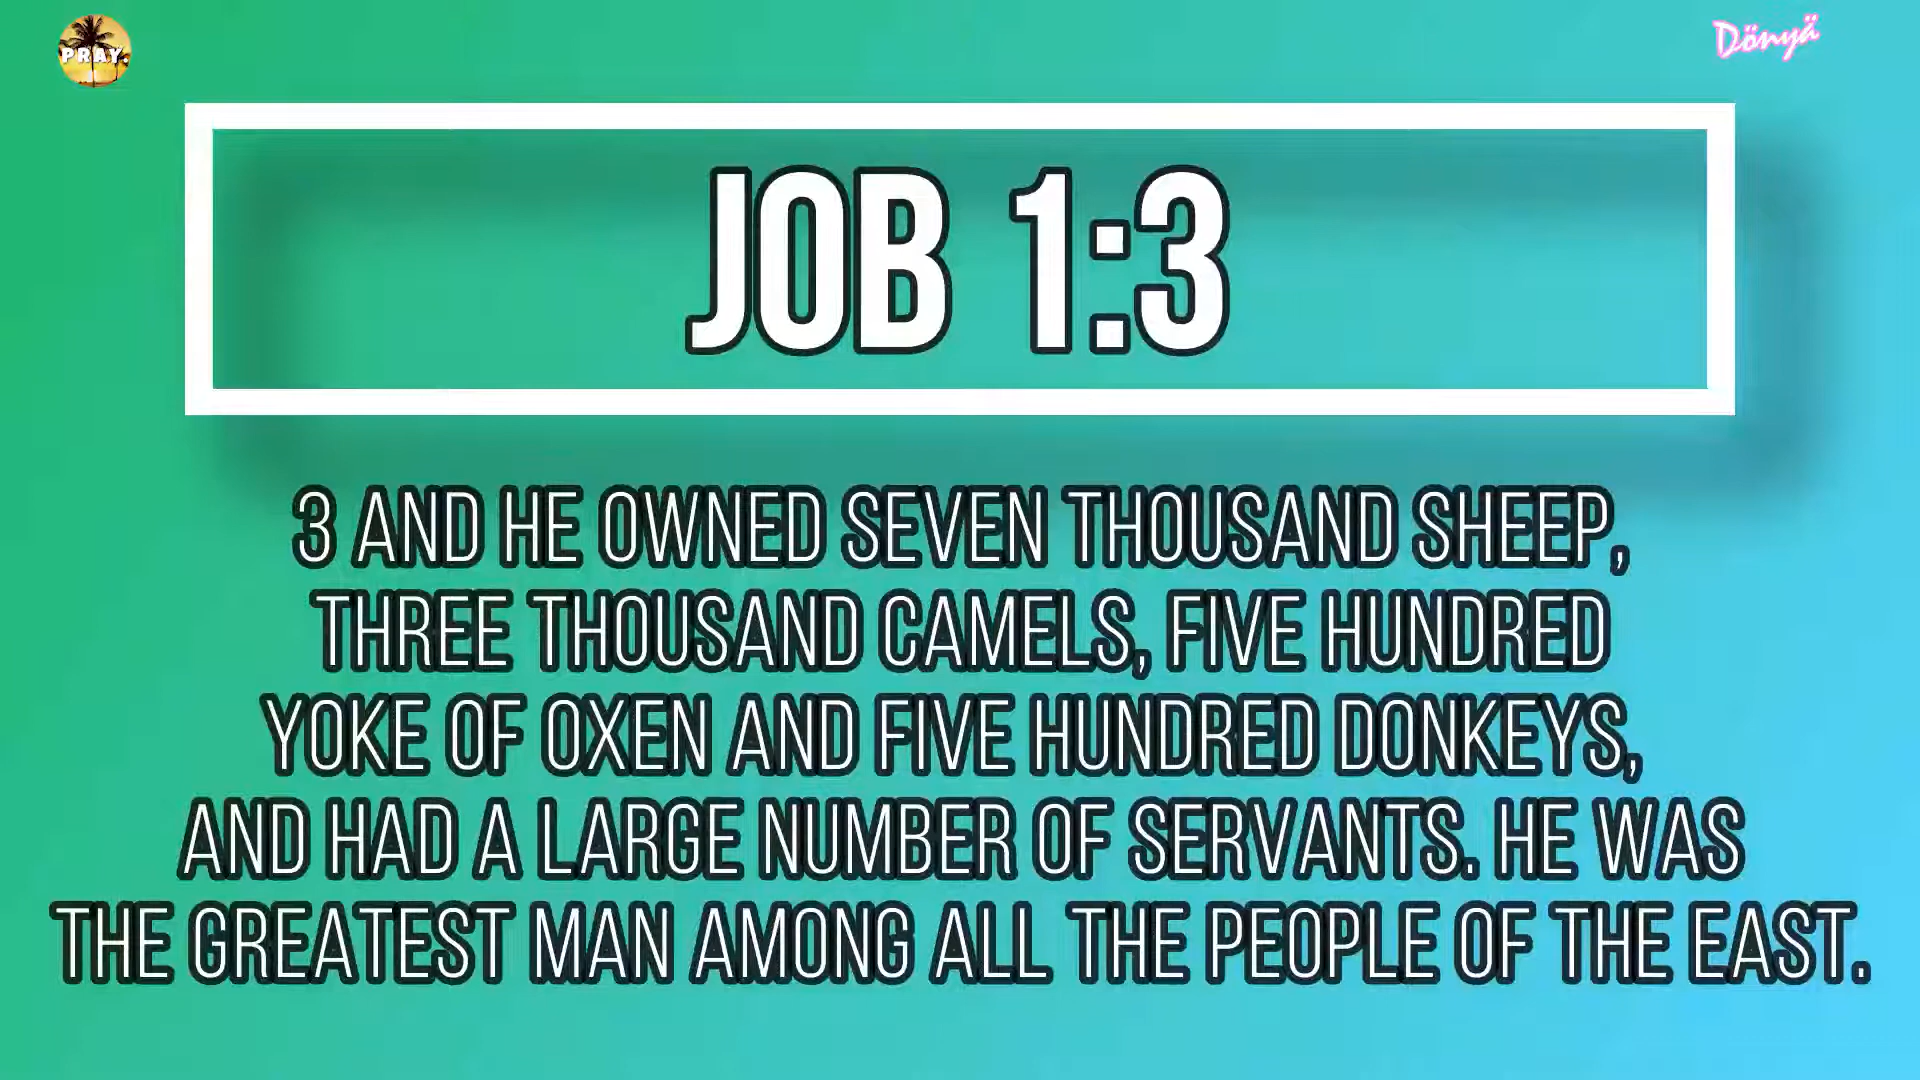 PRAY.
Dönyä
JOB 1:3
3 AND HE OWNED SEVEN THOUSAND SHEEP,
THREE THOUSAND CAMELS, FIVE HUNDRED
YOKE OF OXEN AND FIVE HUNDRED DONKEYS,
AND HAD A LARGE NUMBER OF SERVANTS. HE WAS
THE GREATEST MAN AMONG ALL THE PEOPLE OF THE EAST.